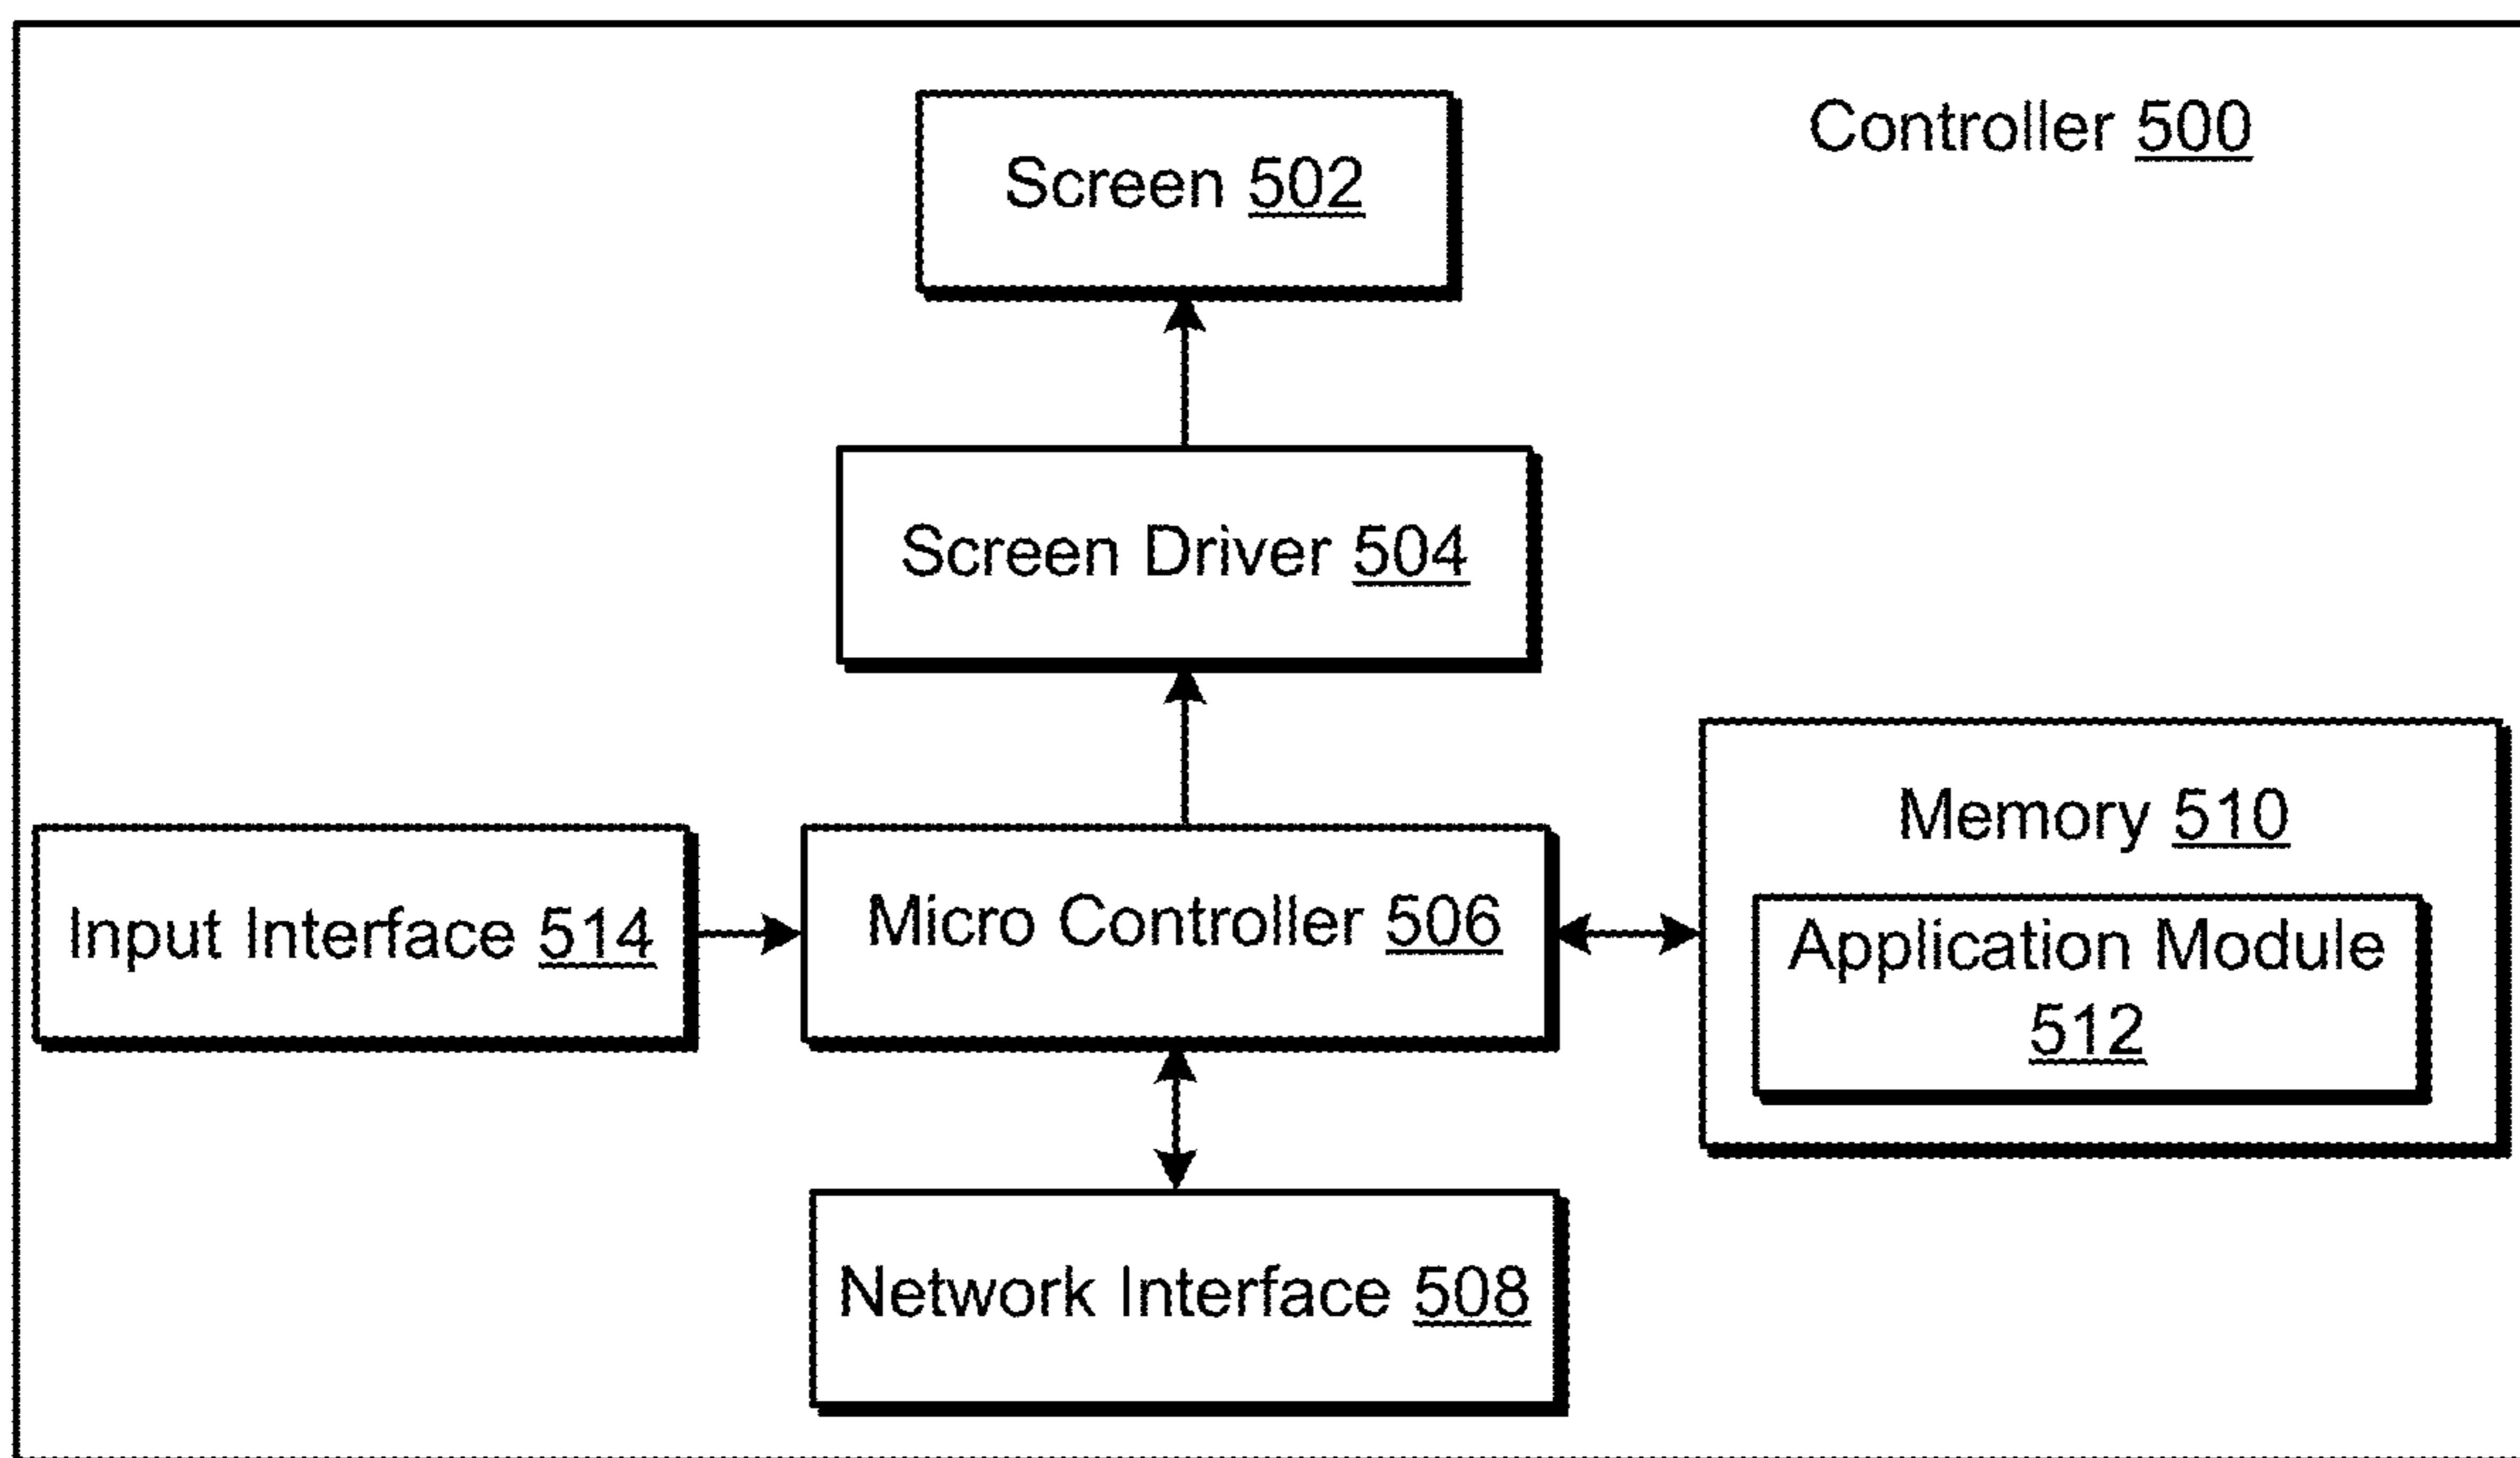 Controller 500
Screen 502
Screen Driver 504
Memory 510
Input Interface 514
Micro Controller 506
Application Module
512
Network Interface 508